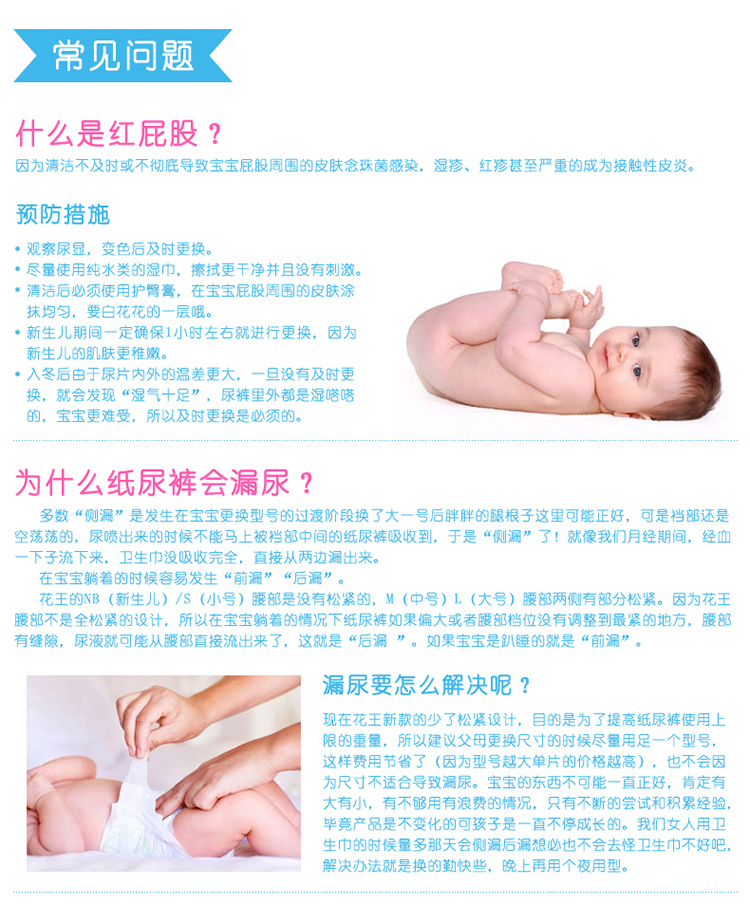 常见问题
什么是红屁股？
因为清洁不及时或不彻底导致宝宝屁股周围的皮肤念珠菌感染，湿疹、红疹甚至严重的成为接触性皮炎。
预防措施
• 观察尿显，变色后及时更换。
• 尽量使用纯水类的湿巾，擦拭更干净并且没有刺激。
• 清洁后必须使用护臀膏，在宝宝屁股周围的皮肤涂
抹均匀，要白花花的一层哦。
• 新生儿期间一定确保1小时左右就进行更换，因为
新生儿的肌肤更稚嫩。
• 入冬后由于尿片内外的温差更大，一旦没有及时更
换，就会发现“湿气十足”，尿裤里外都是湿嗒嗒
的，宝宝更难受，所以及时更换是必须的。
为什么纸尿裤会漏尿？
多数“侧漏”是发生在宝宝更换型号的过渡阶段换了大一号后胖胖的腿根子这里可能正好，可是裆部还是
空荡荡的，尿喷出来的时候不能马上被裆部中间的纸尿裤吸收到，于是“侧漏”了！就像我们月经期间，经血
一下子流下来，卫生巾没吸收完全，直接从两边漏出来。
在宝宝躺着的时候容易发生“前漏”“后漏”。
花王的NB（新生儿）/S（小号）腰部是没有松紧的，M（中号）L（大号）腰部两侧有部分松紧。因为花王
腰部不是全松紧的设计，所以在宝宝躺着的情况下纸尿裤如果偏大或者腰部档位没有调整到最紧的地方，腰部
有缝隙，尿液就可能从腰部直接流出来了，这就是“后漏 ”。如果宝宝是趴睡的就是“前漏”。
漏尿要怎么解决呢？
现在花王新款的少了松紧设计，目的是为了提高纸尿裤使用上
限的重量，所以建议父母更换尺寸的时候尽量用足一个型号，
这样费用节省了（因为型号越大单片的价格越高），也不会因
为尺寸不适合导致漏尿。宝宝的东西不可能一直正好，肯定有
大有小，有不够用有浪费的情况，只有不断的尝试和积累经验，
毕竟产品是不变化的可孩子是一直不停成长的。我们女人用卫
生巾的时候量多那天会侧漏后漏想必也不会去怪卫生巾不好吧，
解决办法就是换的勤快些，晚上再用个夜用型。